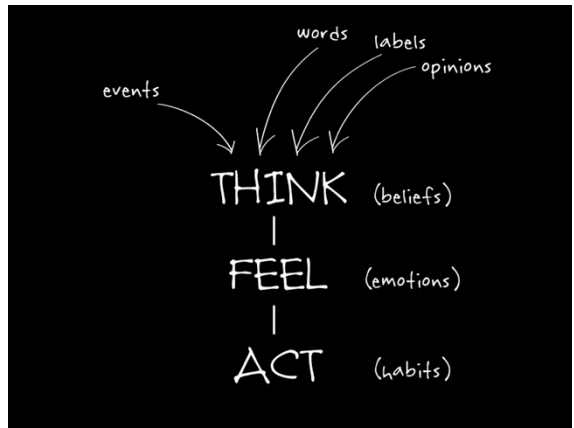 words
labels
opinions
events
THINK (beliefs)
FEEL (emotions)
ACT (habits)